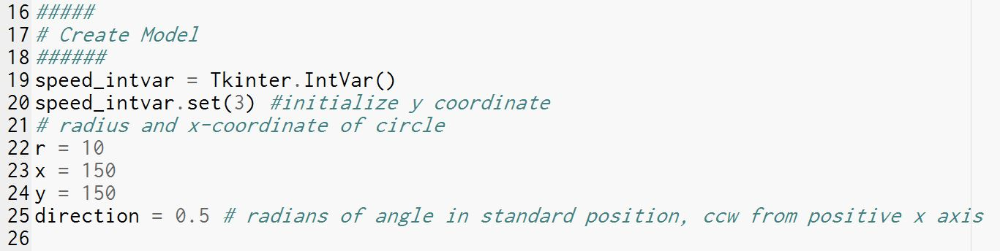 16 #####
17 # Create Model
18 ######
19 speed_intvar = Tkinter.IntVar()
20 speed_intvar.set(3) #initialize y coordinate
21 # radius and x-coordinate of circle
22 r = 10
23 x = 150
24 y = 150
25 direction = 0.5 # radians of angle in standard position, ccw from positive x axis
26